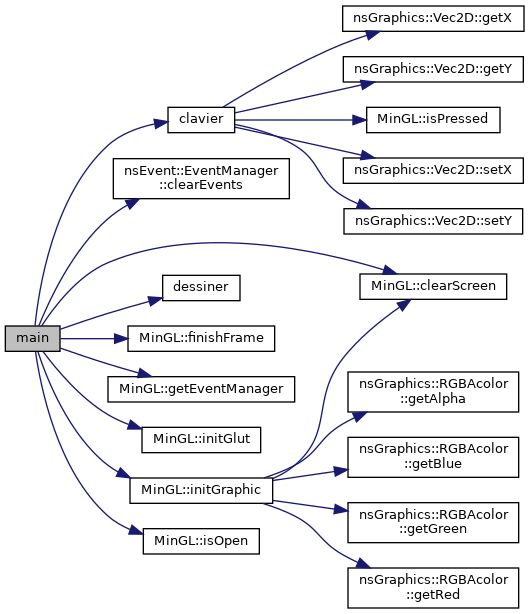 main
clavier
nsEvent::EventManager
::clearEvents
dessiner
MinGL::finishFrame
MinGL::getEventManager
MinGL::initGlut
MinGL::initGraphic
MinGL::isOpen
nsGraphics::Vec2D::getX
nsGraphics::Vec2D::getY
MinGL::isPressed
nsGraphics::Vec2D::setX
nsGraphics::Vec2D::setY
MinGL::clearScreen
nsGraphics::RGBAcolor
::getAlpha
nsGraphics::RGBAcolor
::getBlue
nsGraphics::RGBAcolor
::getGreen
nsGraphics::RGBAcolor
::getRed